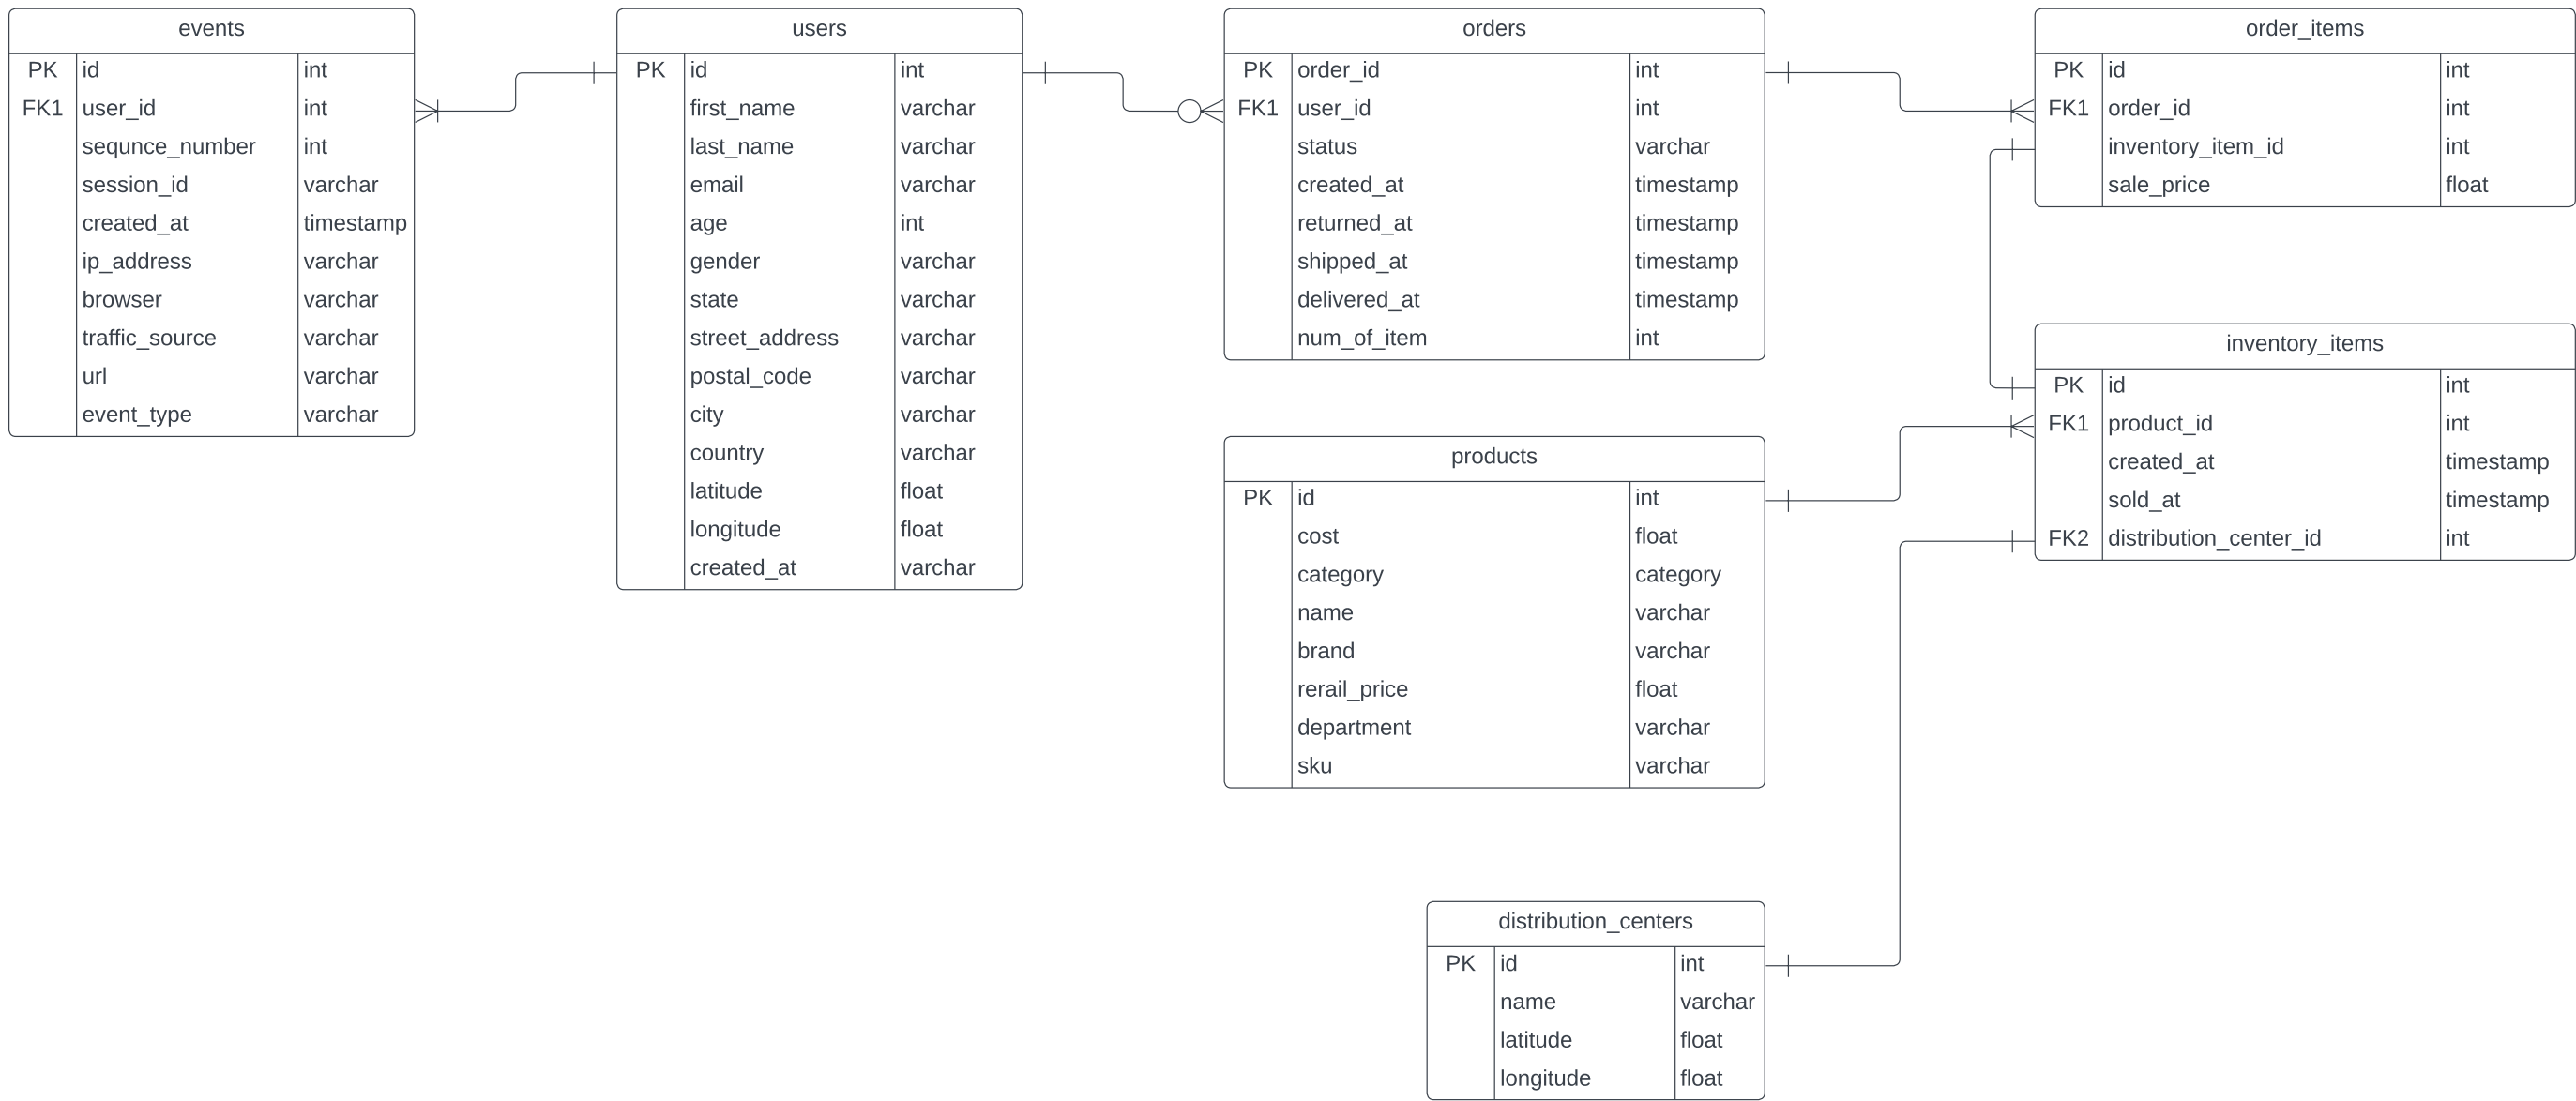 events
PK id int
FK1 user_id int
sequnce_number int
session_id varchar
created_at timestamp
ip_address varchar
browser varchar
traffic_source varchar
url varchar
event_type varchar
users
PK id int
first_name varchar
last_name varchar
email varchar
age int
gender varchar
state varchar
street_address varchar
postal_code varchar
city varchar
country varchar
latitude float
longitude float
created_at varchar
orders
PK order_id int
FK1 user_id int
status varchar
created_at timestamp
returned_at timestamp
shipped_at timestamp
delivered_at timestamp
num_of_item int
order_items
PK id int
FK1 order_id int
inventory_item_id int
sale_price float
inventory_items
PK id int
FK1 product_id int
created_at timestamp
sold_at timestamp
FK2 distribution_center_id int
products
PK id int
cost float
category category
name varchar
brand varchar
rerail_price float
department varchar
sku varchar
distribution_centers
PK id int
name varchar
latitude float
longitude float